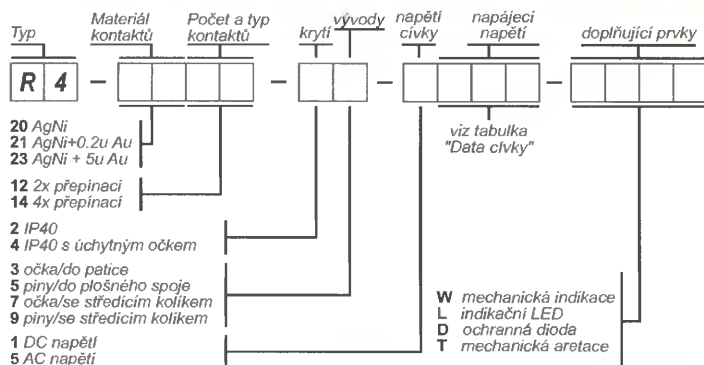 Typ
Materiál kontaktů
Počet a typ kontaktů
krytí
vývody
napětí cívky
napájecí napětí
doplňující prvky
R 4 – – – –
20 AgNi
21 AgNi+0.2u Au
23 AgNi + 5u Au
12 2x přepínací
14 4x přepínací
2 IP40
4 IP40 s úchytným očkem
3 očka/do patice
5 piny/do plošného spoje
7 očka/se středicím kolíkem
9 piny/se středicím kolíkem
1 DC napětí
5 AC napětí
viz tabulka
"Data cívky"
W mechanická indikace
L indikační LED
D ochranná dioda
T mechanická aretace